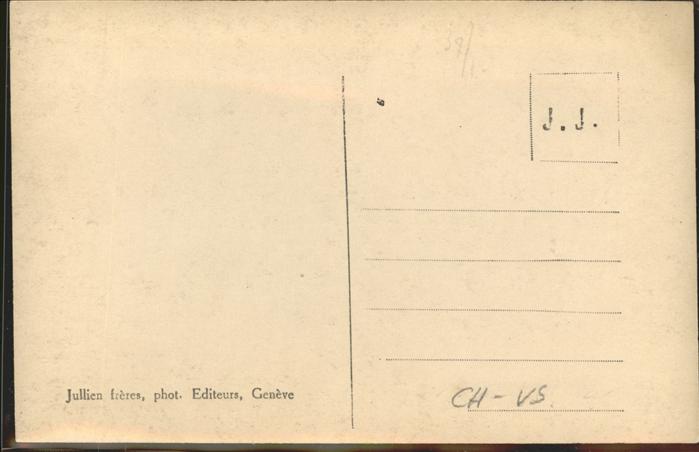 J.J.
Jullien frères, phot. Editeurs, Genève
CH-VS